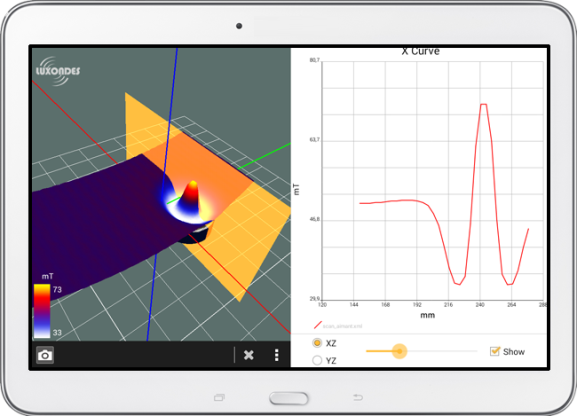 LUXONDES
mT
73
33
X Curve
80,7
63,7
46,8
29,9
mT
120
144
168
192
216
240
264
288
mm
XZ
YZ
Show